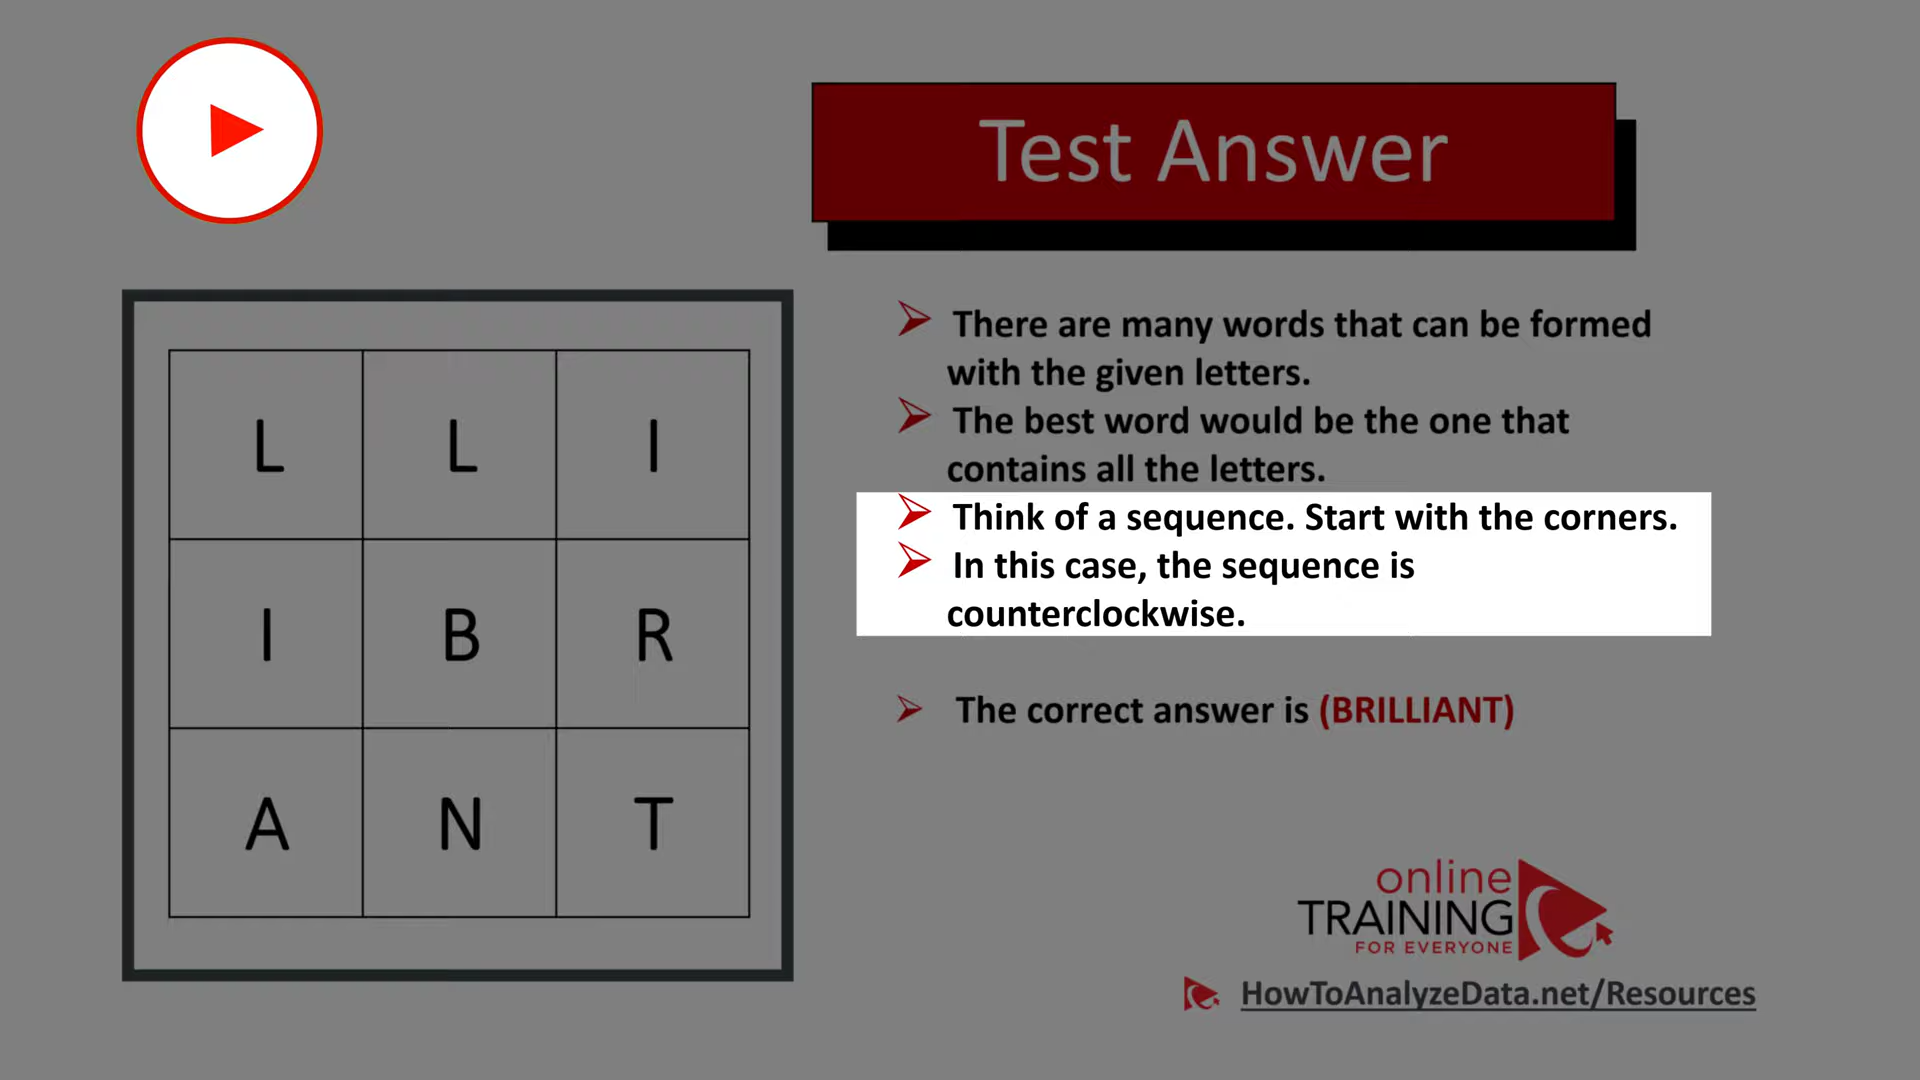 Test Answer
L L I
I B R
A N T
There are many words that can be formed
with the given letters.
The best word would be the one that
contains all the letters.
Think of a sequence. Start with the corners.
In this case, the sequence is
counterclockwise.
The correct answer is (BRILLIANT)
online
TRAINING
FOR EVERYONE
HowToAnalyzeData.net/Resources